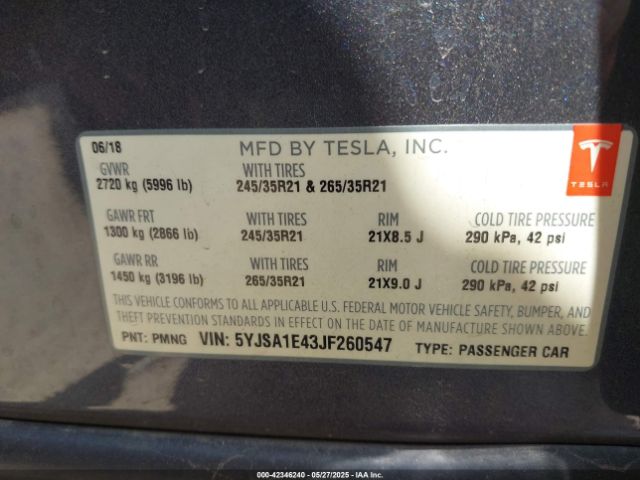 06/18 MFD BY TESLA, INC.
GVWR WITH TIRES
2720 kg (5996 lb) 245/35R21 & 265/35R21
TESLA
GAWR FRT WITH TIRES RIM COLD TIRE PRESSURE
1300 kg (2866 lb) 245/35R21 21X8.5 J 290 kPa, 42 psi
GAWR RR WITH TIRES RIM COLD TIRE PRESSURE
1450 kg (3196 lb) 265/35R21 21X9.0 J 290 kPa, 42 psi
THIS VEHICLE CONFORMS TO ALL APPLICABLE U.S. FEDERAL MOTOR VEHICLE SAFETY, BUMPER, AND
THEFT PREVENTION STANDARDS IN EFFECT ON THE DATE OF MANUFACTURE SHOWN ABOVE.
PNT: PMNG VIN: 5YJSA1E43JF260547 TYPE: PASSENGER CAR
000-42346240 - 05/27/2025 - IAA Inc.